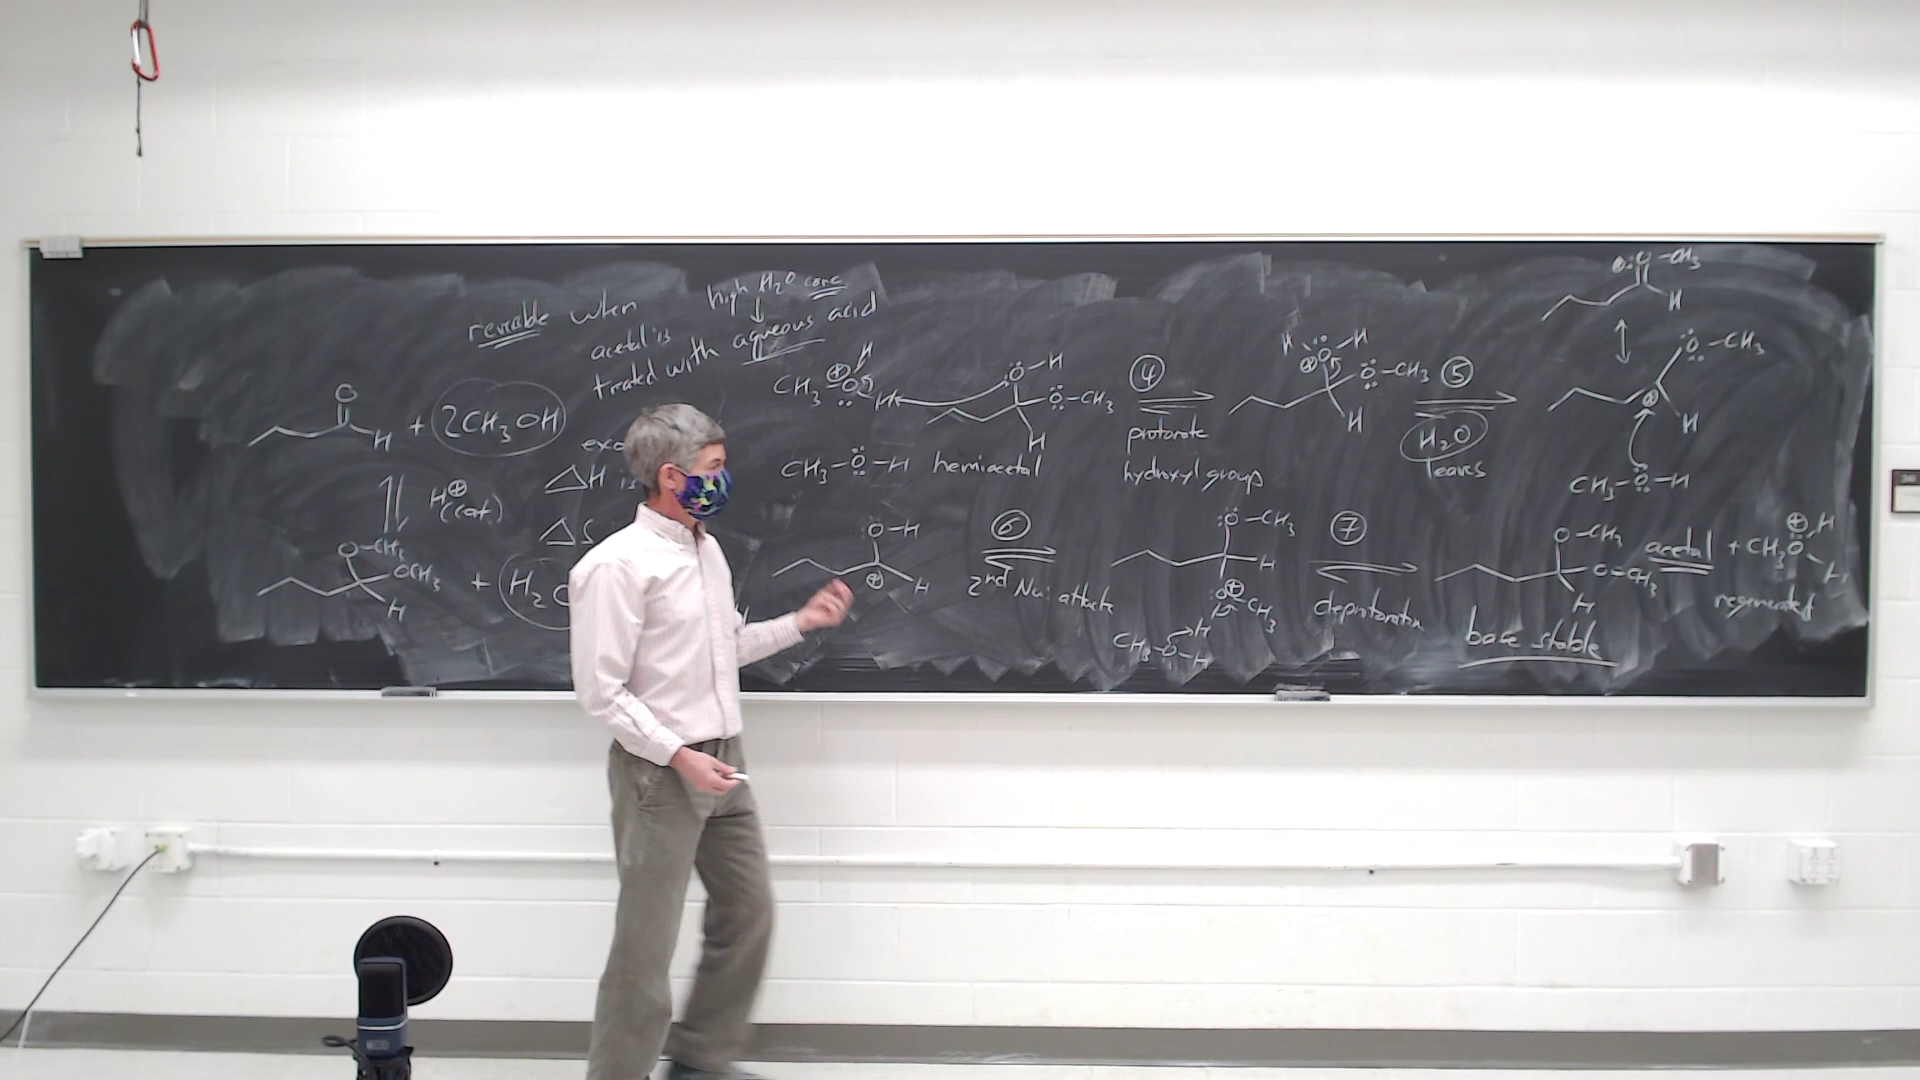 reversible when
acetal is
treated with aqueous acid
high H2O conc
O
H
+ 2CH3OH
H⊕
(cat.)
O-CH3
OCH3
H
+ H2O
exo
ΔH is
ΔS
CH3-O-H
H
CH3-O-H
hemiacetal
O-H
O-CH3
H
④
protonate
hydroxyl group
H O H
⊕
O-CH3
H
⑤
H2O
leaves
⊕ O-CH3
H
O-CH3
⊕
H
CH3-O-H
O-H
⊕
H
⑥
2nd Nu: attack
O-CH3
H
O⊕
H CH3
CH3-O-H
H
⑦
deprotonation
O-CH3
O-CH3
H
base stable
acetal + CH3O
⊕ H
H
regenerated